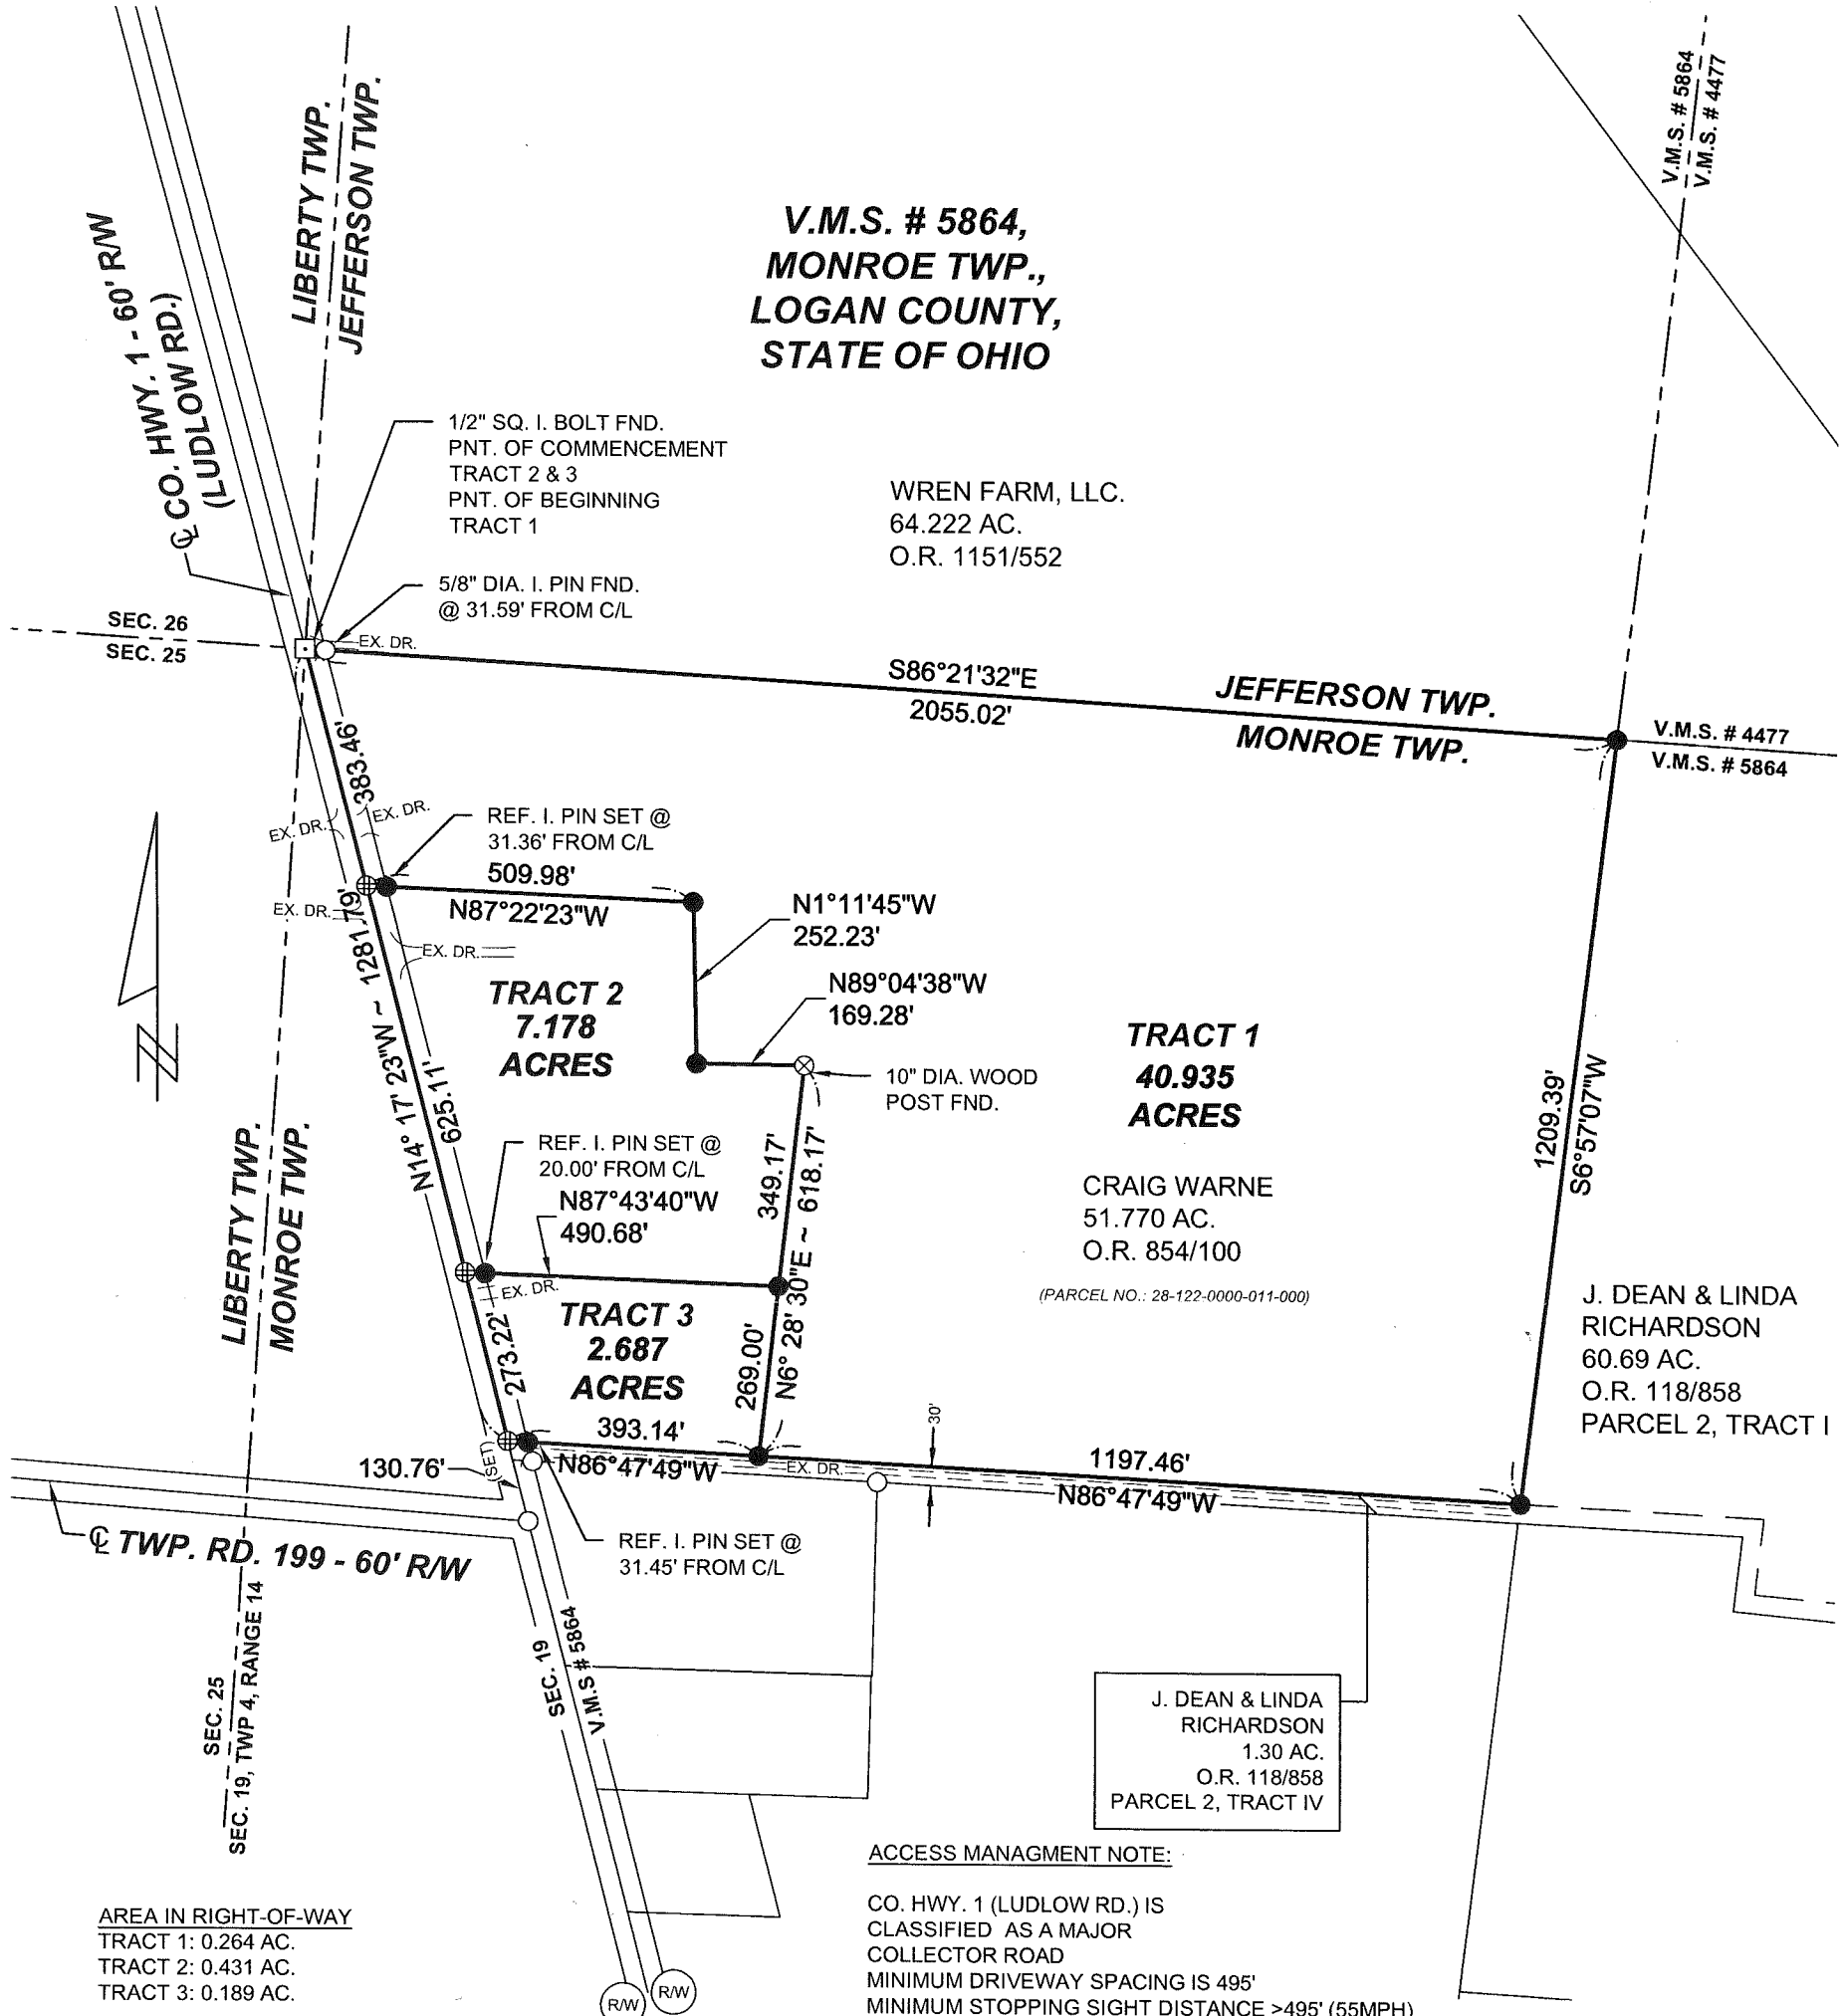 LIBERTY TWP.
JEFFERSON TWP.
℄ CO. HWY. 1 - 60' R/W
(LUDLOW RD.)
V.M.S. # 5864
V.M.S. # 4477
V.M.S. # 5864,
MONROE TWP.,
LOGAN COUNTY,
STATE OF OHIO
1/2" SQ. I. BOLT FND.
PNT. OF COMMENCEMENT
TRACT 2 & 3
PNT. OF BEGINNING
TRACT 1
WREN FARM, LLC.
64.222 AC.
O.R. 1151/552
5/8" DIA. I. PIN FND.
@ 31.59' FROM C/L
SEC. 26
SEC. 25
EX. DR.
S86°21'32"E
2055.02'
JEFFERSON TWP.
MONROE TWP.
V.M.S. # 4477
V.M.S. # 5864
383.46'
EX. DR.
EX. DR.
REF. I. PIN SET @
31.36' FROM C/L
509.98'
N87°22'23"W
EX. DR.
EX. DR.
N1°11'45"W
252.23'
N89°04'38"W
169.28'
N14° 17' 23"W ~ 1281.79'
625.11'
TRACT 2
7.178
ACRES
TRACT 1
40.935
ACRES
10" DIA. WOOD
POST FND.
1209.39'
S6°57'07"W
LIBERTY TWP.
MONROE TWP.
REF. I. PIN SET @
20.00' FROM C/L
N87°43'40"W
490.68'
349.17'
N6° 28' 30"E ~ 618.17'
CRAIG WARNE
51.770 AC.
O.R. 854/100
(PARCEL NO.: 28-122-0000-011-000)
EX. DR.
TRACT 3
2.687
ACRES
273.22'
269.00'
J. DEAN & LINDA
RICHARDSON
60.69 AC.
O.R. 118/858
PARCEL 2, TRACT I
393.14'
N86°47'49"W
30'
EX. DR.
1197.46'
N86°47'49"W
130.76'
(SET)
REF. I. PIN SET @
31.45' FROM C/L
℄ TWP. RD. 199 - 60' R/W
SEC. 25
SEC. 19, TWP 4, RANGE 14
SEC. 19
V.M.S # 5864
J. DEAN & LINDA
RICHARDSON
1.30 AC.
O.R. 118/858
PARCEL 2, TRACT IV
AREA IN RIGHT-OF-WAY
TRACT 1: 0.264 AC.
TRACT 2: 0.431 AC.
TRACT 3: 0.189 AC.
R/W
R/W
ACCESS MANAGMENT NOTE:
CO. HWY. 1 (LUDLOW RD.) IS
CLASSIFIED AS A MAJOR
COLLECTOR ROAD
MINIMUM DRIVEWAY SPACING IS 495'
MINIMUM STOPPING SIGHT DISTANCE >495' (55MPH)
N